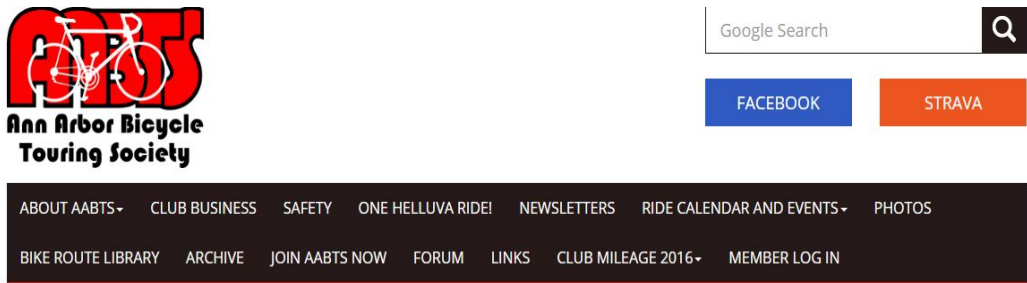 AABTS
Ann Arbor Bicycle
Touring Society
Google Search
FACEBOOK STRAVA
ABOUT AABTS CLUB BUSINESS SAFETY ONE HELLUVA RIDE! NEWSLETTERS RIDE CALENDAR AND EVENTS PHOTOS
BIKE ROUTE LIBRARY ARCHIVE JOIN AABTS NOW FORUM LINKS CLUB MILEAGE 2016 MEMBER LOG IN